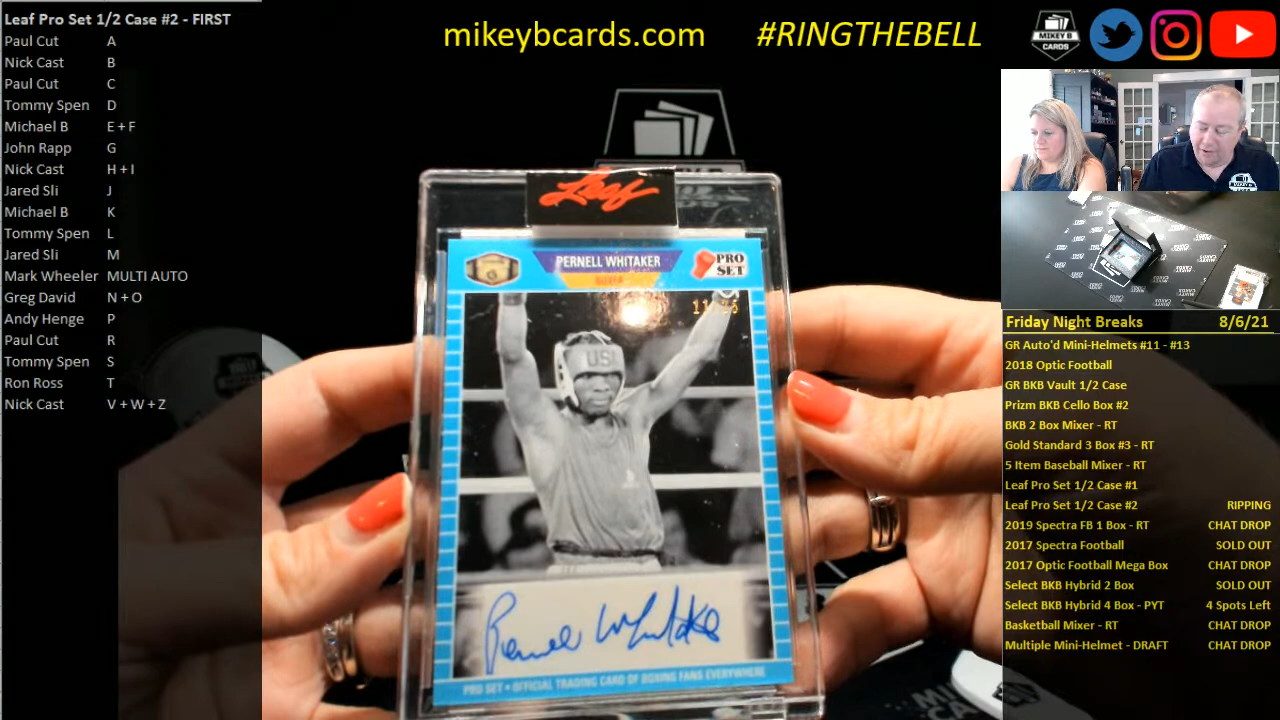 Leaf Pro Set 1/2 Case #2 - FIRST
Paul Cut A
Nick Cast B
Paul Cut C
Tommy Spen D
Michael B E + F
John Rapp G
Nick Cast H + I
Jared Sli J
Michael B K
Tommy Spen L
Jared Sli M
Mark Wheeler MULTI AUTO
Greg David N + O
Andy Henge P
Paul Cut R
Tommy Spen S
Ron Ross T
Nick Cast V + W + Z
mikeybcards.com #RINGTHEBELL
MIKEY B
CARDS
Leaf
PERNELL WHITAKER
BOXER
PRO
SET
USA
Pernell Whitaker
PRO SET • OFFICIAL TRADING CARD OF BOXING FANS EVERYWHERE
Friday Night Breaks 8/6/21
GR Auto'd Mini-Helmets #11 - #13
2018 Optic Football
GR BKB Vault 1/2 Case
Prizm BKB Cello Box #2
BKB 2 Box Mixer - RT
Gold Standard 3 Box #3 - RT
5 Item Baseball Mixer - RT
Leaf Pro Set 1/2 Case #1
Leaf Pro Set 1/2 Case #2 RIPPING
2019 Spectra FB 1 Box - RT CHAT DROP
2017 Spectra Football SOLD OUT
2017 Optic Football Mega Box CHAT DROP
Select BKB Hybrid 2 Box SOLD OUT
Select BKB Hybrid 4 Box - PYT 4 Spots Left
Basketball Mixer - RT CHAT DROP
Multiple Mini-Helmet - DRAFT CHAT DROP